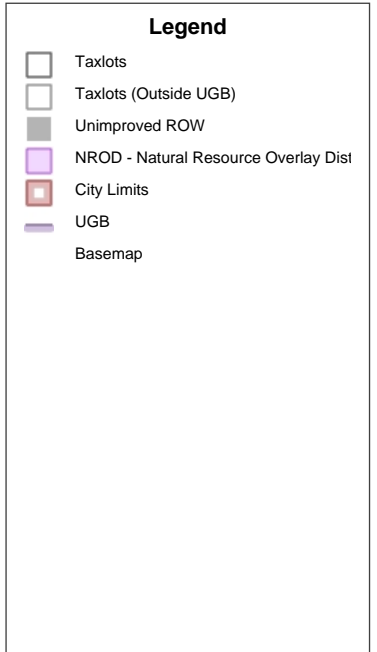 Legend
Taxlots
Taxlots (Outside UGB)
Unimproved ROW
NROD - Natural Resource Overlay Dist
City Limits
UGB
Basemap